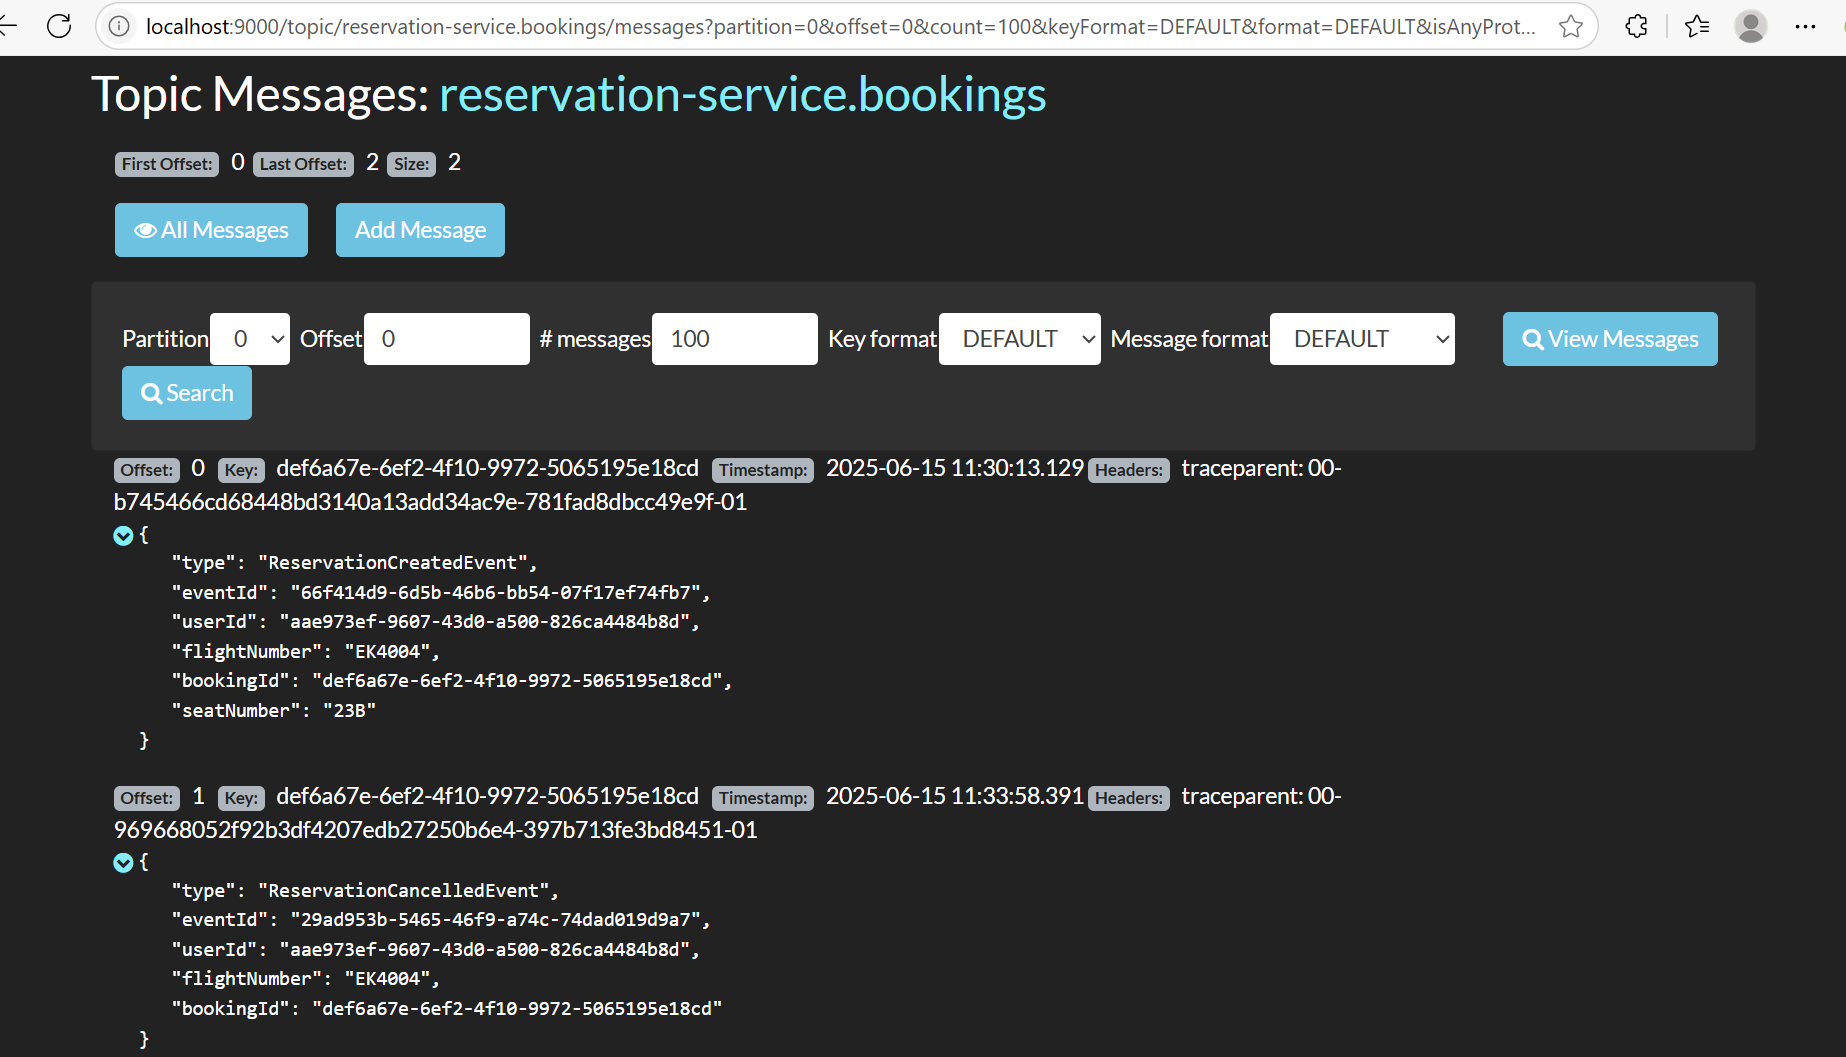 localhost:9000/topic/reservation-service.bookings/messages?partition=0&offset=0&count=100&keyFormat=DEFAULT&format=DEFAULT&isAnyProt...
Topic Messages: reservation-service.bookings
First Offset: 0 Last Offset: 2 Size: 2
All Messages Add Message
Partition 0 Offset 0 # messages 100 Key format DEFAULT Message format DEFAULT View Messages
Search
Offset: 0 Key: def6a67e-6ef2-4f10-9972-5065195e18cd Timestamp: 2025-06-15 11:30:13.129 Headers: traceparent: 00-
b745466cd68448bd3140a13add34ac9e-781fad8dbcc49e9f-01
{
"type": "ReservationCreatedEvent",
"eventId": "66f414d9-6d5b-46b6-bb54-07f17ef74fb7",
"userId": "aae973ef-9607-43d0-a500-826ca4484b8d",
"flightNumber": "EK4004",
"bookingId": "def6a67e-6ef2-4f10-9972-5065195e18cd",
"seatNumber": "23B"
}
Offset: 1 Key: def6a67e-6ef2-4f10-9972-5065195e18cd Timestamp: 2025-06-15 11:33:58.391 Headers: traceparent: 00-
969668052f92b3df4207edb27250b6e4-397b713fe3bd8451-01
{
"type": "ReservationCancelledEvent",
"eventId": "29ad953b-5465-46f9-a74c-74dad019d9a7",
"userId": "aae973ef-9607-43d0-a500-826ca4484b8d",
"flightNumber": "EK4004",
"bookingId": "def6a67e-6ef2-4f10-9972-5065195e18cd"
}